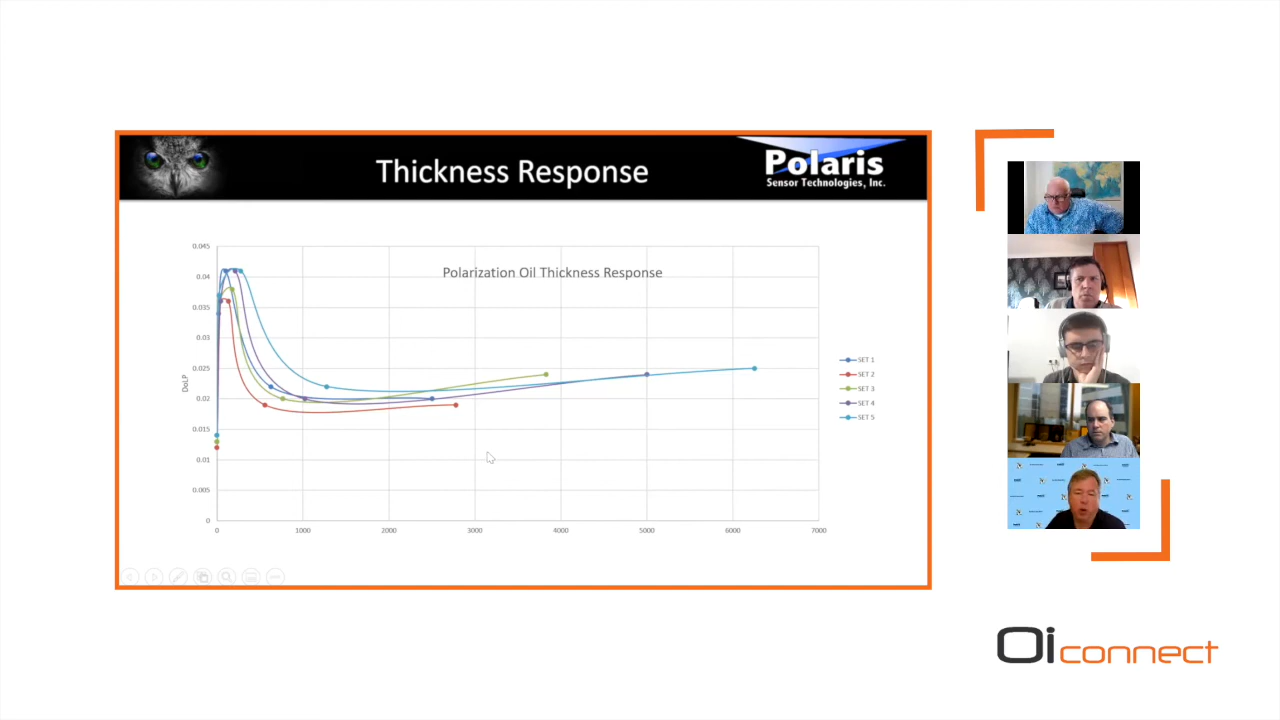 Thickness Response
Polaris
Sensor Technologies, Inc.
Polarization Oil Thickness Response
0.045
0.04
0.035
0.03
0.025
0.02
0.015
0.01
0.005
0
DoLP
0 1000 2000 3000 4000 5000 6000 7000
SET 1
SET 2
SET 3
SET 4
SET 5
Oi connect